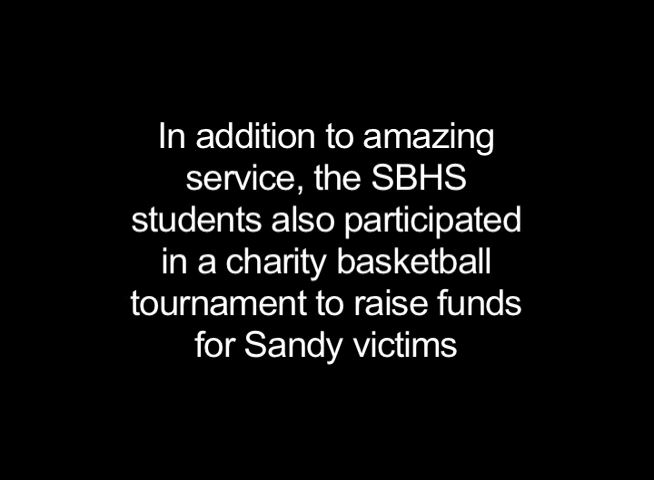 In addition to amazing
service, the SBHS
students also participated
in a charity basketball
tournament to raise funds
for Sandy victims